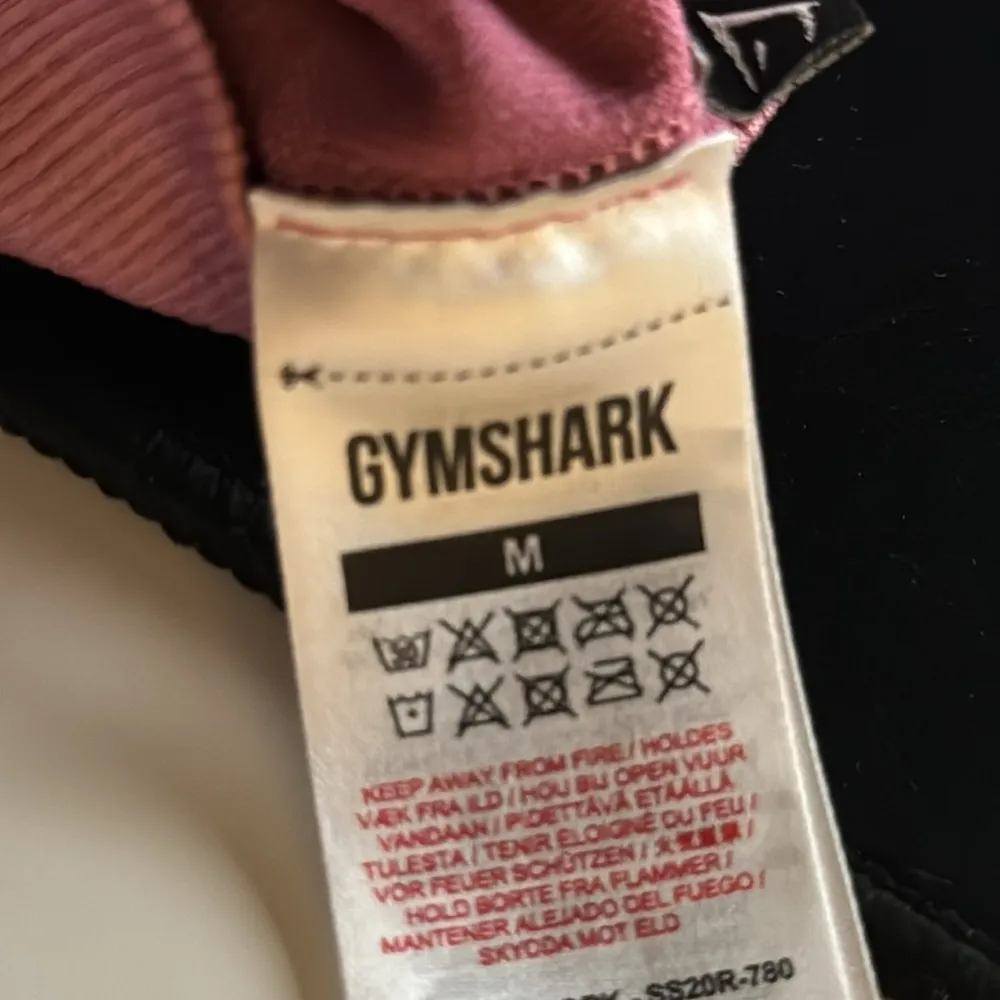 GYMSHARK
M
KEEP AWAY FROM FIRE / HOLDES
VÆK FRA ILD / HOU BIJ OPEN VUUR
VANDAAN / PIDETTÄVÄ ETÄÄLLÄ
TULESTA / TENIR ELOIGNÉ DU FEU /
VOR FEUER SCHÜTZEN /
HOLD BORTE FRA FLAMMER /
MANTENER ALEJADO DEL FUEGO /
SKYDDA MOT ELD
- SS20R-780